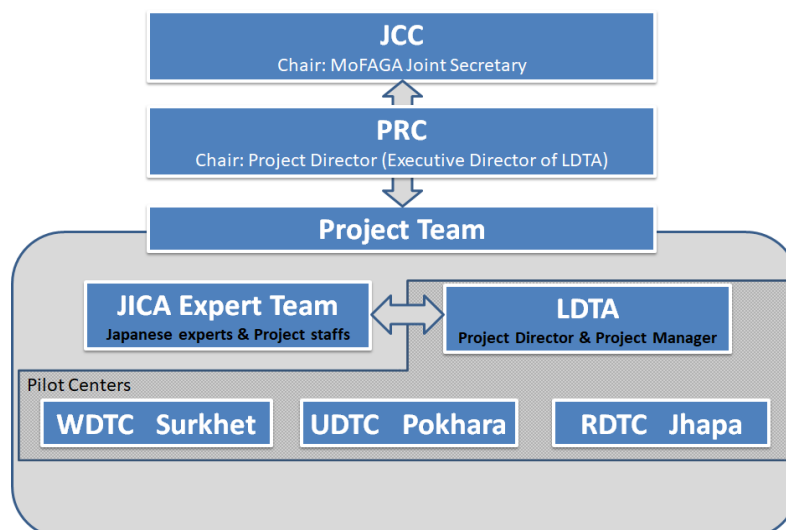 JCC
Chair: MoFAGA Joint Secretary
PRC
Chair: Project Director (Executive Director of LDTA)
Project Team
JICA Expert Team
Japanese experts & Project staffs
LDTA
Project Director & Project Manager
Pilot Centers
WDTC Surkhet
UDTC Pokhara
RDTC Jhapa